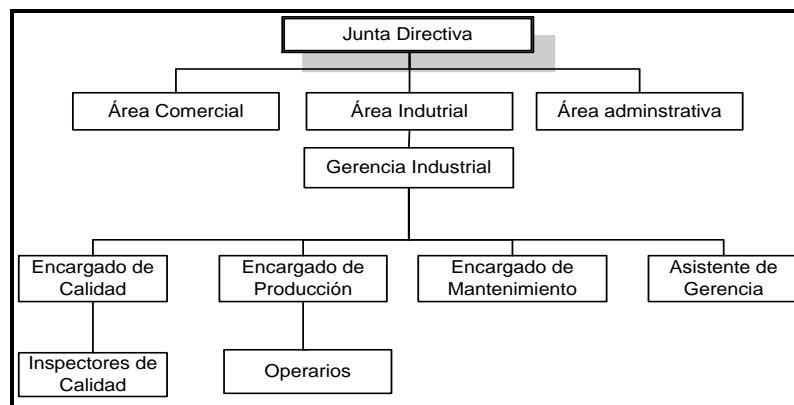 Junta Directiva
Área Comercial
Área Indutrial
Área adminstrativa
Gerencia Industrial
Encargado de
Calidad
Encargado de
Producción
Encargado de
Mantenimiento
Asistente de
Gerencia
Inspectores de
Calidad
Operarios